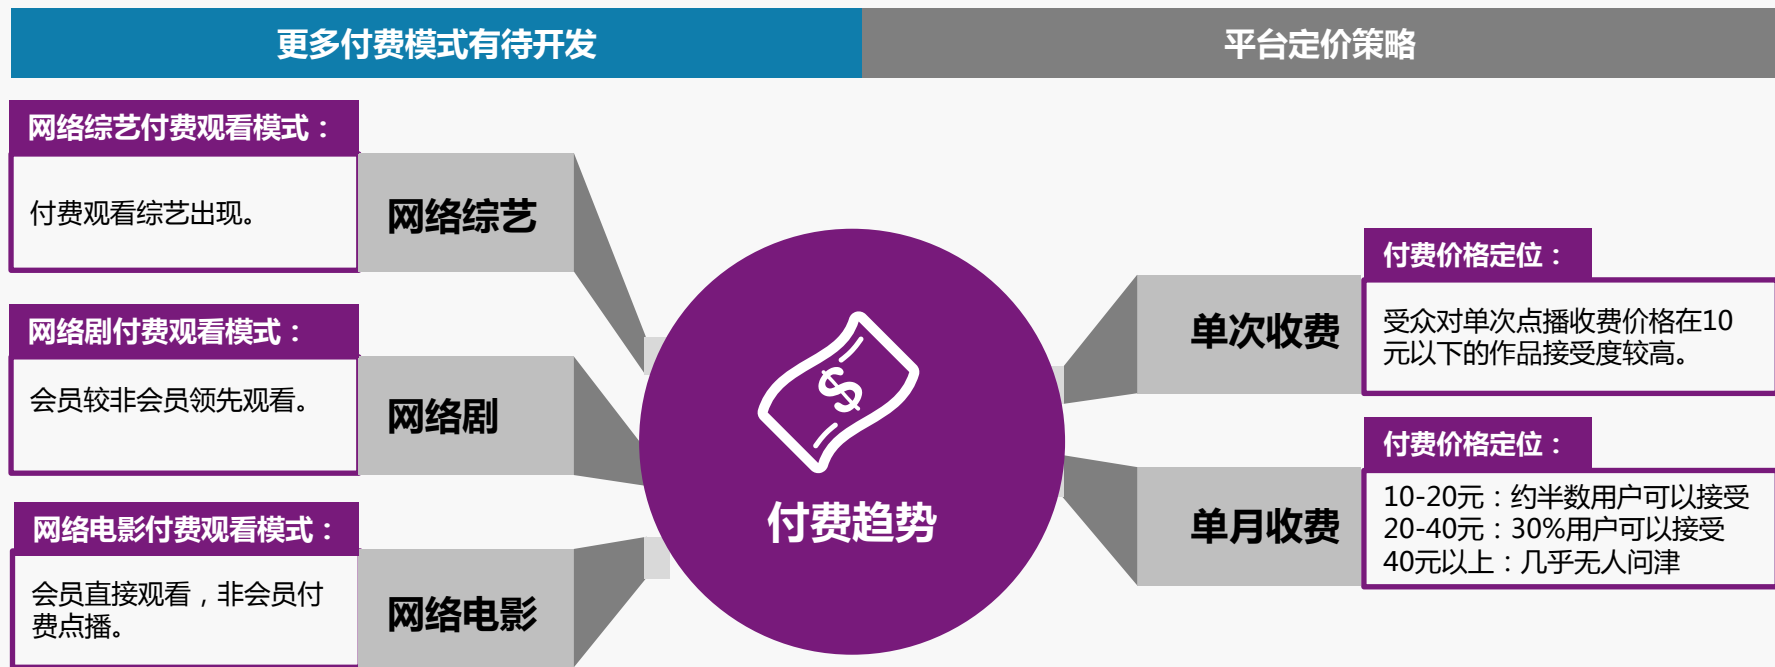 更多付费模式有待开发
平台定价策略
网络综艺付费观看模式：
付费观看综艺出现。
网络综艺
网络剧付费观看模式：
会员较非会员领先观看。
网络剧
网络电影付费观看模式：
会员直接观看，非会员付
费点播。
网络电影
$
付费趋势
单次收费
付费价格定位：
受众对单次点播收费价格在10
元以下的作品接受度较高。
单月收费
付费价格定位：
10-20元：约半数用户可以接受
20-40元：30%用户可以接受
40元以上：几乎无人问津